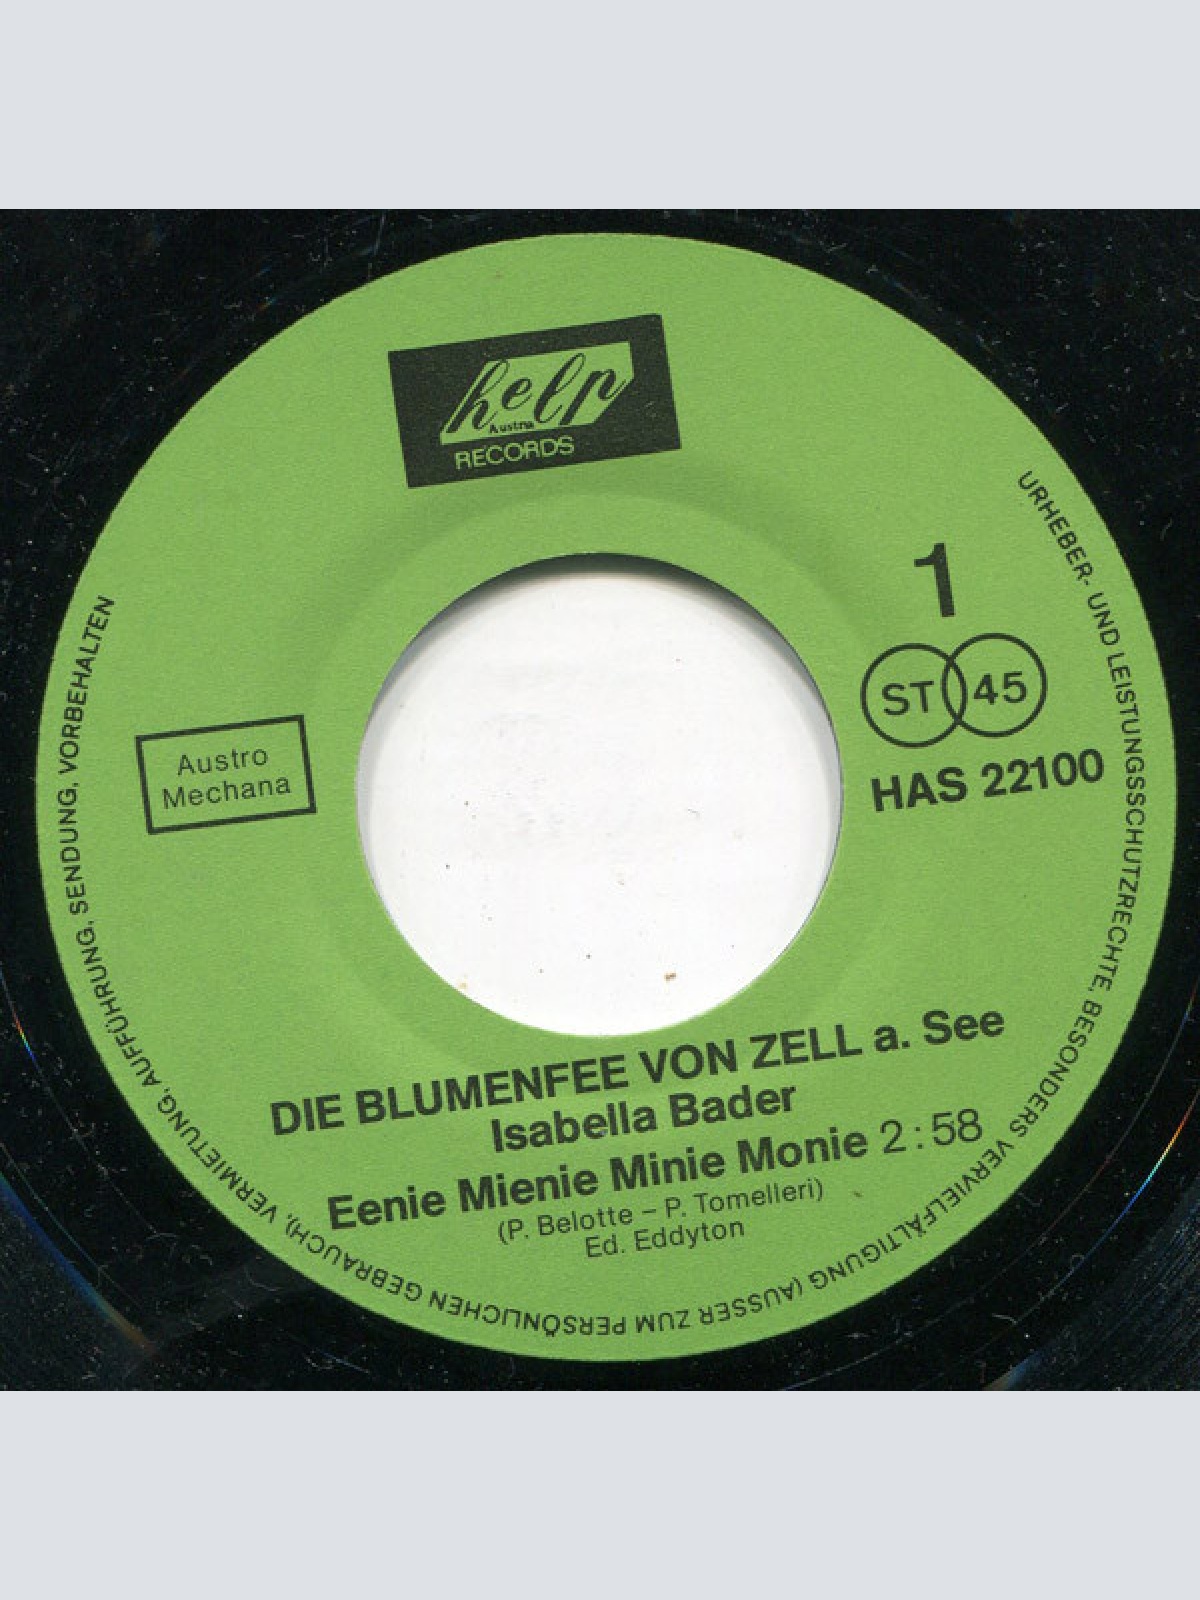 help
Austria
RECORDS
1
ST 45
HAS 22100
Austro
Mechana
DIE BLUMENFEE VON ZELL a. See
Isabella Bader
Eenie Mienie Minie Monie 2:58
(P. Belotte – P. Tomelleri)
Ed. Eddyton
URHEBER- UND LEISTUNGSSCHUTZRECHTE, BESONDERS VERVIELFÄLTIGUNG (AUSSER ZUM PERSÖNLICHEN GEBRAUCH), VERMIETUNG, AUFFÜHRUNG, SENDUNG, VORBEHALTEN